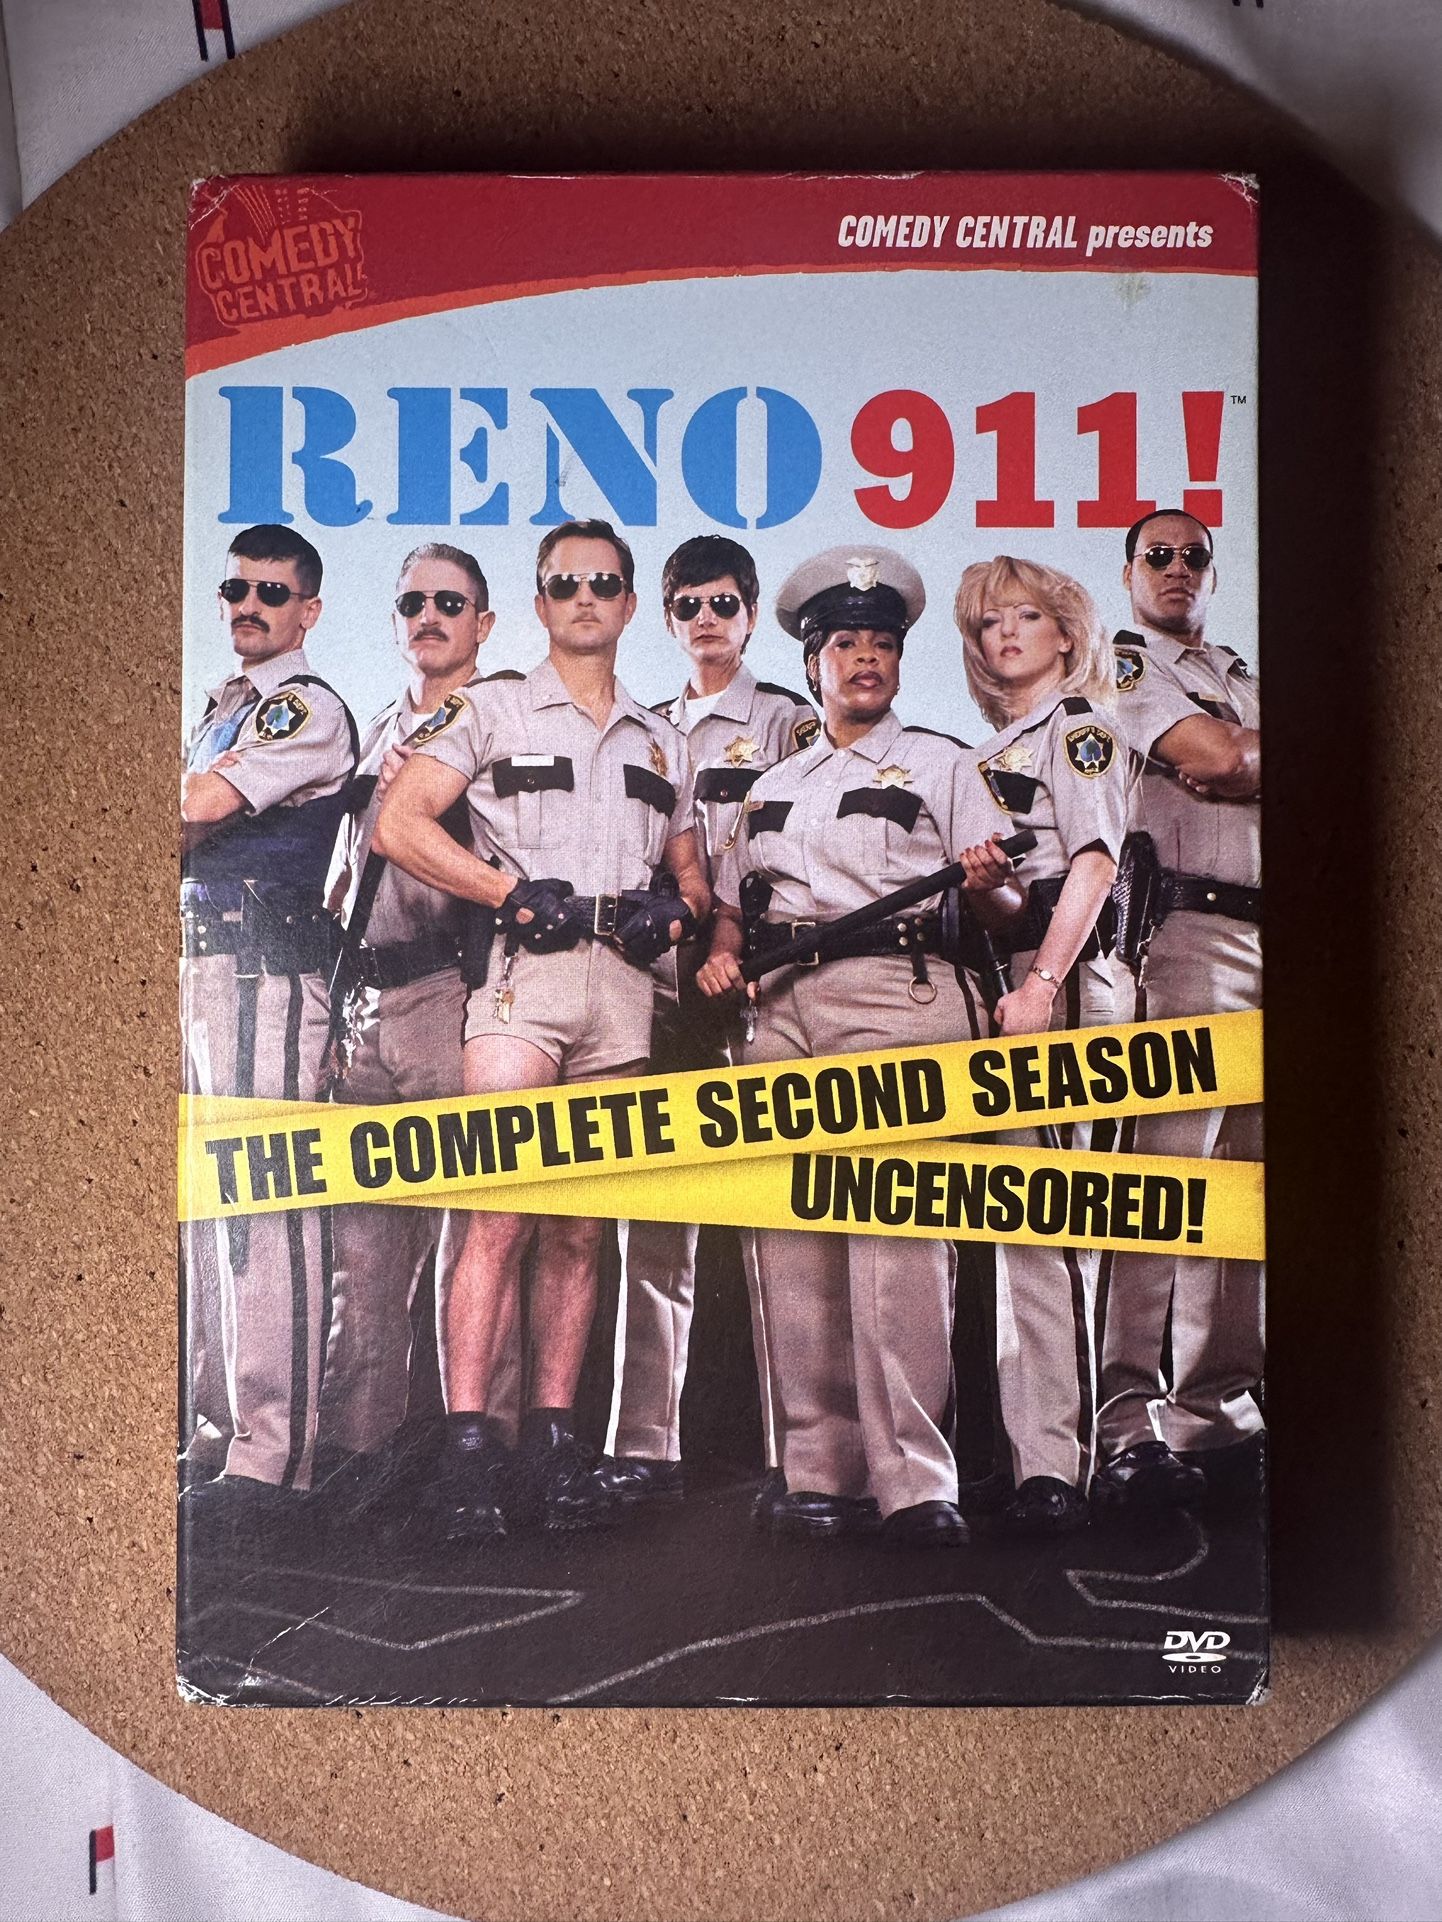 COMEDY
CENTRAL
COMEDY CENTRAL presents
RENO 911!™
THE COMPLETE SECOND SEASON
UNCENSORED!
DVD
VIDEO